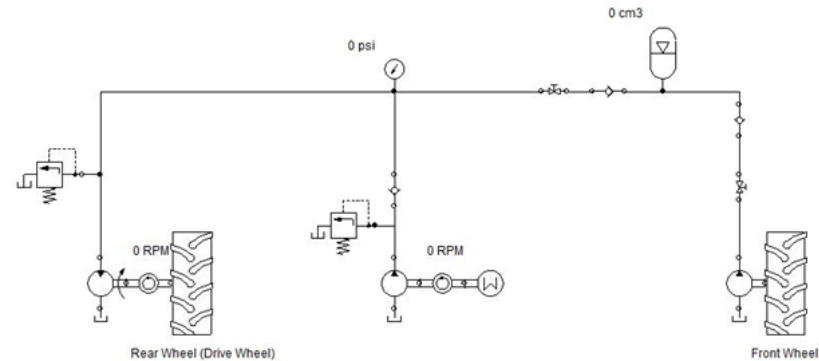 0 cm3
0 psi
0 RPM
0 RPM
M
Rear Wheel (Drive Wheel)
Front Wheel